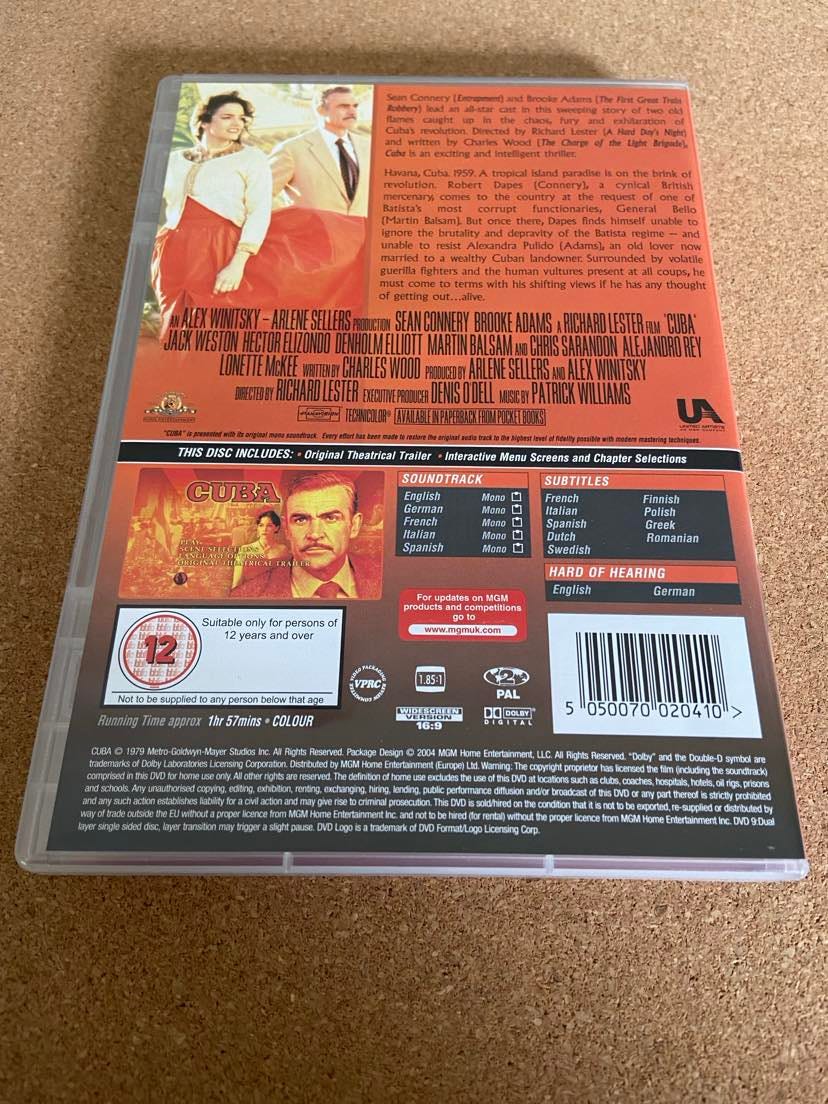 Sean Connery (Entrapment) and Brooke Adams (The First Great Train
Robbery) lead an all-star cast in this sweeping story of two old
flames caught up in the chaos, fury and exhilaration of
Cuba's revolution. Directed by Richard Lester (A Hard Day's Night)
and written by Charles Wood (The Charge of the Light Brigade),
Cuba is an exciting and intelligent thriller.
Havana, Cuba. 1959. A tropical island paradise is on the brink of
revolution. Robert Dapes (Connery), a cynical British
mercenary, comes to the country at the request of one of
Batista's most corrupt functionaries, General Bello
(Martin Balsam). But once there, Dapes finds himself unable to
ignore the brutality and depravity of the Batista regime – and
unable to resist Alexandra Pulido (Adams), an old lover now
married to a wealthy Cuban landowner. Surrounded by volatile
guerilla fighters and the human vultures present at all coups, he
must come to terms with his shifting views if he has any thought
of getting out...alive.
AN ALEX WINITSKY – ARLENE SELLERS PRODUCTION SEAN CONNERY BROOKE ADAMS A RICHARD LESTER FILM 'CUBA'
JACK WESTON HECTOR ELIZONDO DENHOLM ELLIOTT MARTIN BALSAM AND CHRIS SARANDON ALEJANDRO REY
LONETTE McKEE WRITTEN BY CHARLES WOOD PRODUCED BY ARLENE SELLERS AND ALEX WINITSKY
DIRECTED BY RICHARD LESTER EXECUTIVE PRODUCER DENIS O'DELL MUSIC BY PATRICK WILLIAMS
PANAVISION TECHNICOLOR® AVAILABLE IN PAPERBACK FROM POCKET BOOKS
UA
UNITED ARTISTS
"CUBA" is presented with its original mono soundtrack. Every effort has been made to restore the original audio track to the highest level of fidelity possible with modern mastering techniques.
THIS DISC INCLUDES: • Original Theatrical Trailer • Interactive Menu Screens and Chapter Selections
CUBA
PLAY
SCENE SELECTIONS
LANGUAGE OPTIONS
ORIGINAL THEATRICAL TRAILER
SOUNDTRACK
English Mono
German Mono
French Mono
Italian Mono
Spanish Mono
SUBTITLES
French Finnish
Italian Polish
Spanish Greek
Dutch Romanian
Swedish
HARD OF HEARING
English German
For updates on MGM
products and competitions
go to
www.mgmuk.com
12
Suitable only for persons of
12 years and over
Not to be supplied to any person below that age
VIDEO PACKAGING REVIEW COMMITTEE
VPRC
1.85:1
WIDESCREEN
VERSION
16:9
2
PAL
DOLBY
DIGITAL
5 050070 020410 >
Running Time approx 1hr 57mins • COLOUR
CUBA © 1979 Metro-Goldwyn-Mayer Studios Inc. All Rights Reserved. Package Design © 2004 MGM Home Entertainment, LLC. All Rights Reserved. "Dolby" and the Double-D symbol are
trademarks of Dolby Laboratories Licensing Corporation. Distributed by MGM Home Entertainment (Europe) Ltd. Warning: The copyright proprietor has licensed the film (including the soundtrack)
comprised in this DVD for home use only. All other rights are reserved. The definition of home use excludes the use of this DVD at locations such as clubs, coaches, hospitals, hotels, oil rigs, prisons
and schools. Any unauthorised copying, editing, exhibition, renting, exchanging, hiring, lending, public performance diffusion and/or broadcast of this DVD or any part thereof is strictly prohibited
and any such action establishes liability for a civil action and may give rise to criminal prosecution. This DVD is sold/hired on the condition that it is not to be exported, re-supplied or distributed by
way of trade outside the EU without a proper licence from MGM Home Entertainment Inc. and not to be hired (for rental) without the proper licence from MGM Home Entertainment Inc. DVD 9:Dual
layer single sided disc, layer transition may trigger a slight pause. DVD Logo is a trademark of DVD Format/Logo Licensing Corp.